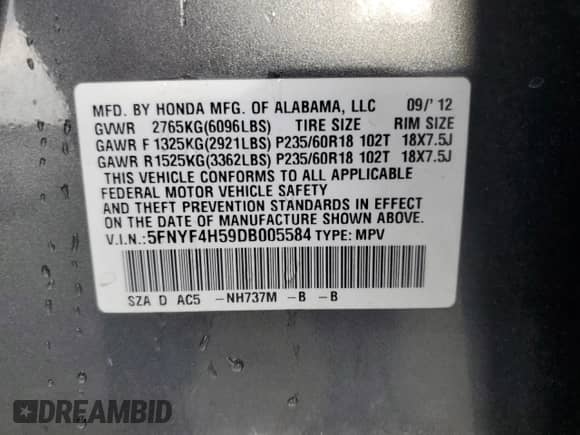 MFD. BY HONDA MFG. OF ALABAMA, LLC 09/'12
GVWR 2765KG(6096LBS) TIRE SIZE RIM SIZE
GAWR F 1325KG(2921LBS) P235/60R18 102T 18X7.5J
GAWR R1525KG(3362LBS) P235/60R18 102T 18X7.5J
THIS VEHICLE CONFORMS TO ALL APPLICABLE
FEDERAL MOTOR VEHICLE SAFETY
AND THEFT PREVENTION STANDARDS IN EFFECT
ON THE DATE OF MANUFACTURE SHOWN ABOVE.
V.I.N.:5FNYF4H59DB005584 TYPE: MPV
SZA D AC5 -NH737M -B -B
DREAMBID